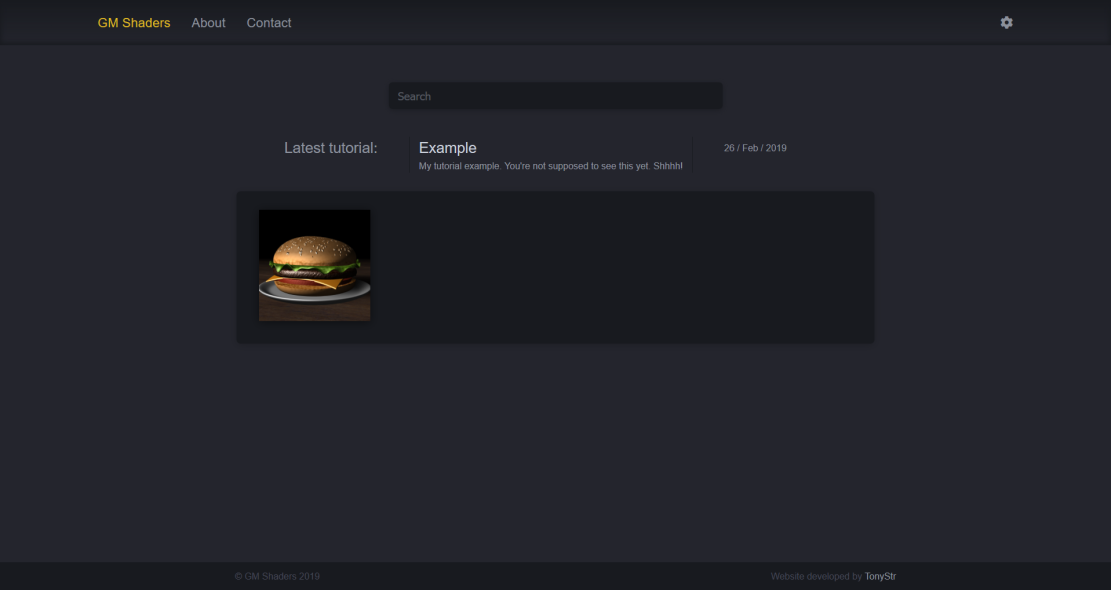 GM Shaders About Contact
Search
Latest tutorial: Example 26 / Feb / 2019
My tutorial example. You're not supposed to see this yet. Shhhh!
© GM Shaders 2019 Website developed by TonyStr